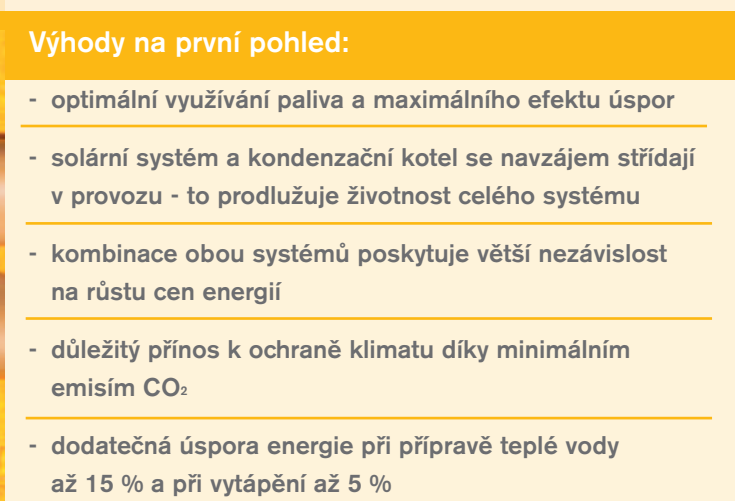 Výhody na první pohled:
- optimální využívání paliva a maximálního efektu úspor
- solární systém a kondenzační kotel se navzájem střídají
v provozu - to prodlužuje životnost celého systému
- kombinace obou systémů poskytuje větší nezávislost
na růstu cen energií
- důležitý přínos k ochraně klimatu díky minimálním
emisím CO₂
- dodatečná úspora energie při přípravě teplé vody
až 15 % a při vytápění až 5 %